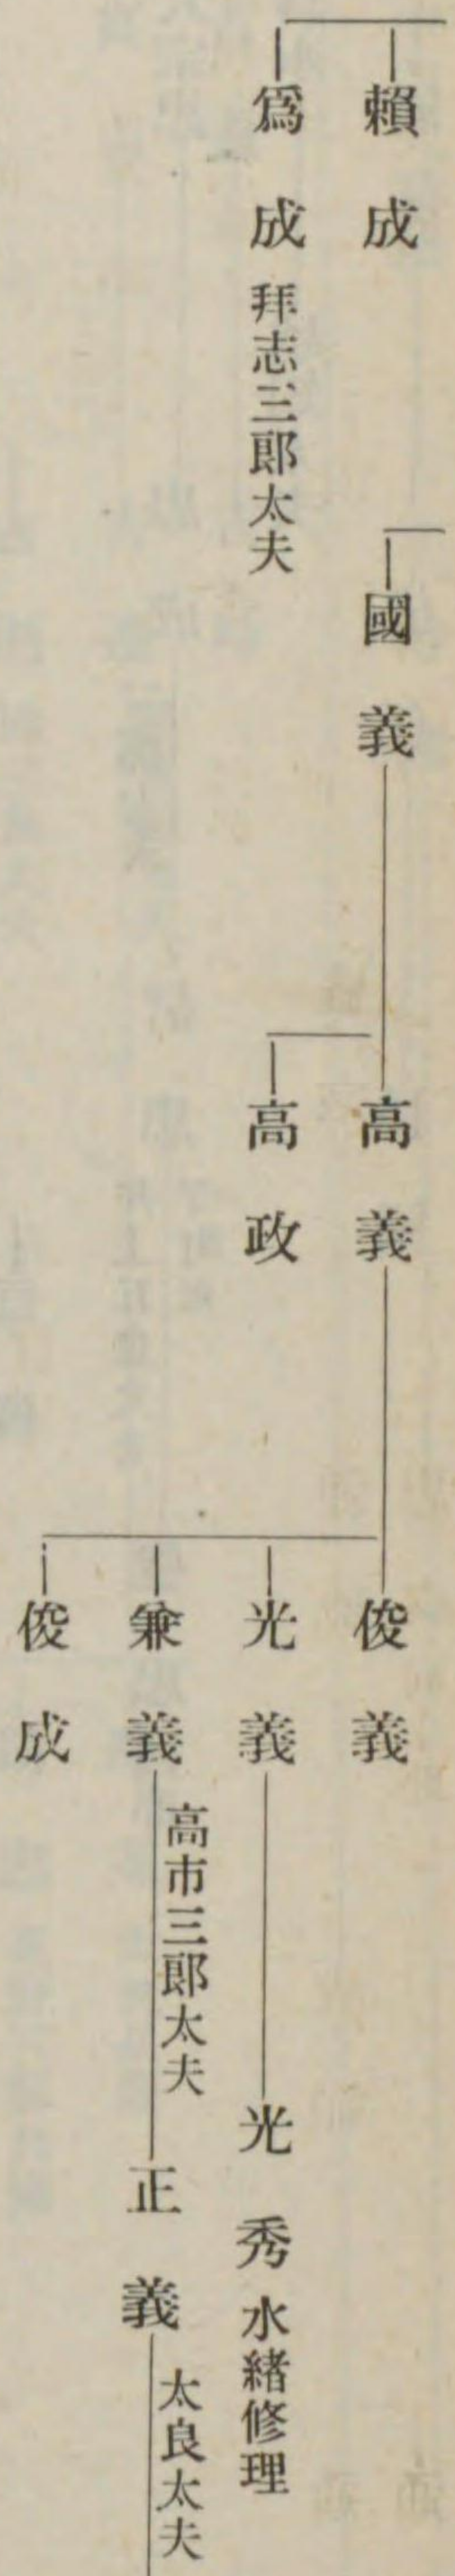 賴成
爲成 拜志三郎太夫
國義
高義
高政
俊義
光義
光秀 水緒修理
兼義 高市三郎太夫
正義 太良太夫
俊成